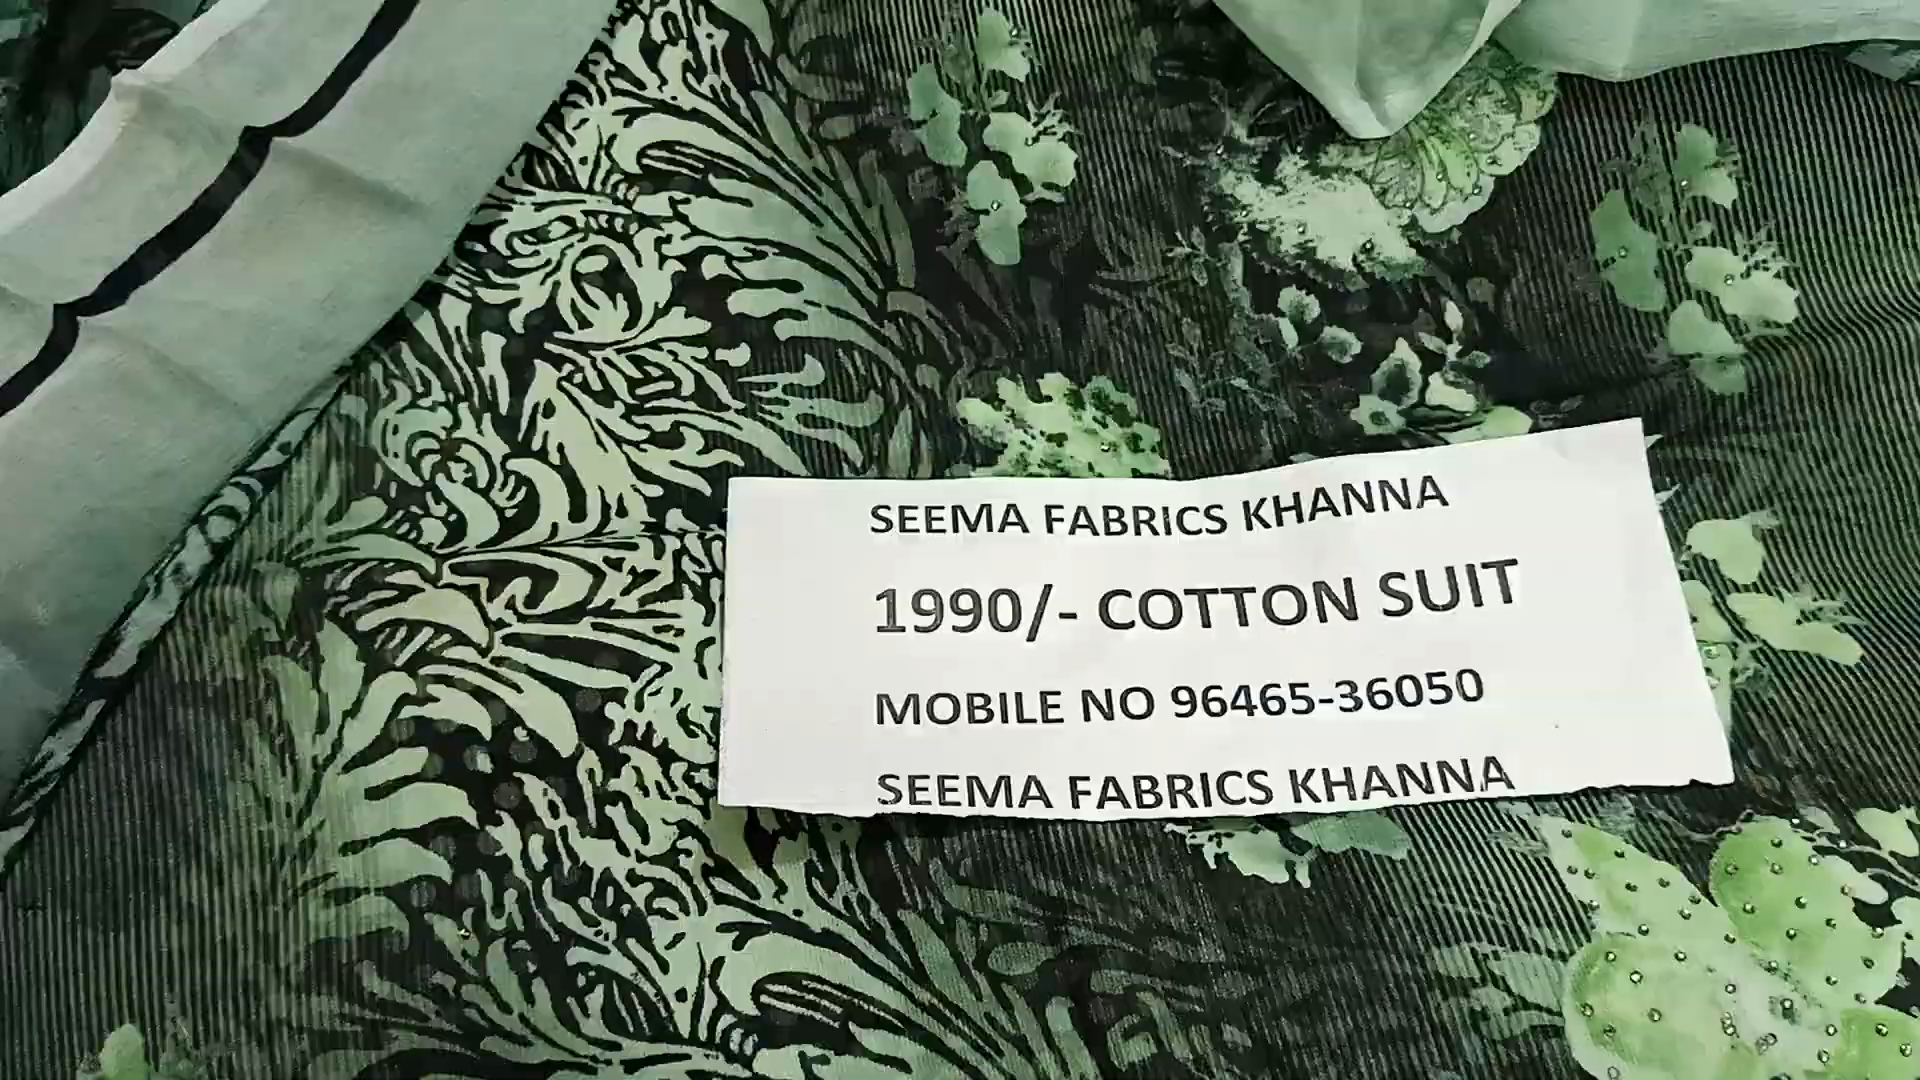 SEEMA FABRICS KHANNA
1990/- COTTON SUIT
MOBILE NO 96465-36050
SEEMA FABRICS KHANNA